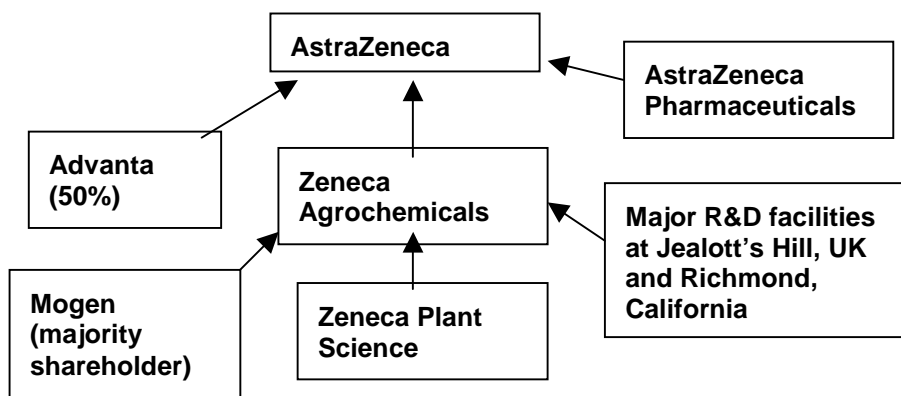 AstraZeneca
AstraZeneca
Pharmaceuticals
Advanta
(50%)
Zeneca
Agrochemicals
Major R&D facilities
at Jealott’s Hill, UK
and Richmond,
California
Mogen
(majority
shareholder)
Zeneca Plant
Science